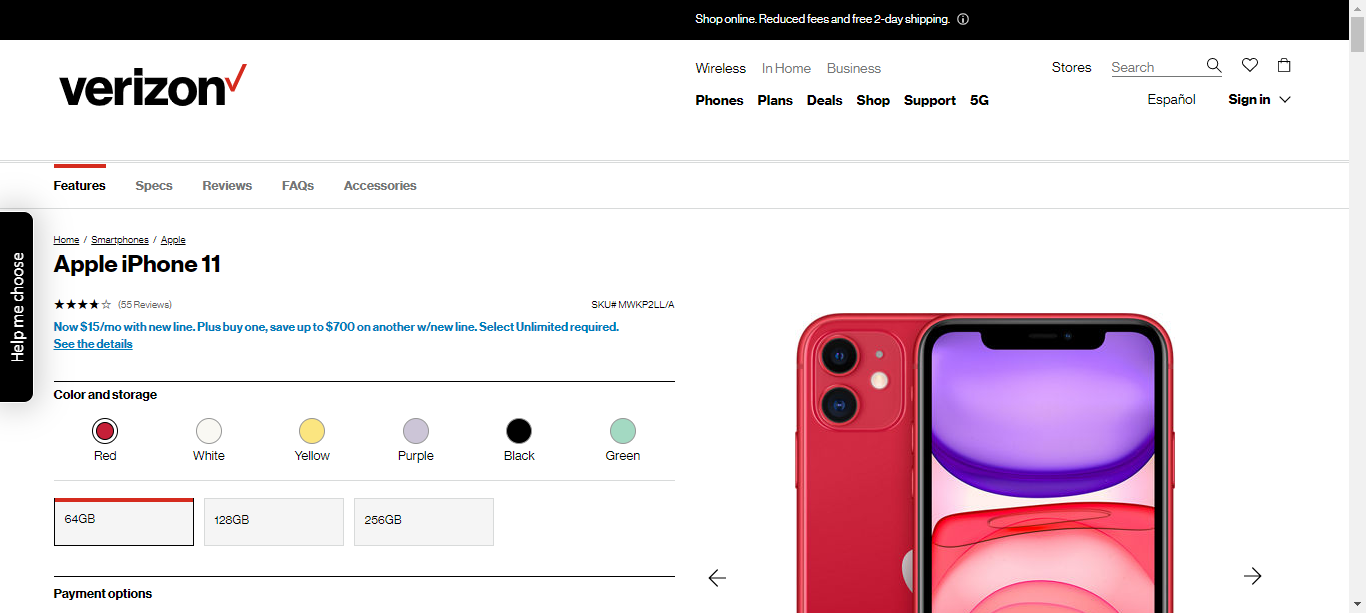 Shop online. Reduced fees and free 2-day shipping.
verizon
Wireless In Home Business
Stores Search
Phones Plans Deals Shop Support 5G
Español Sign in
Features Specs Reviews FAQs Accessories
Help me choose
Home / Smartphones / Apple
Apple iPhone 11
(55 Reviews) SKU# MWKP2LL/A
Now $15/mo with new line. Plus buy one, save up to $700 on another w/new line. Select Unlimited required.
See the details
Color and storage
Red White Yellow Purple Black Green
64GB 128GB 256GB
Payment options